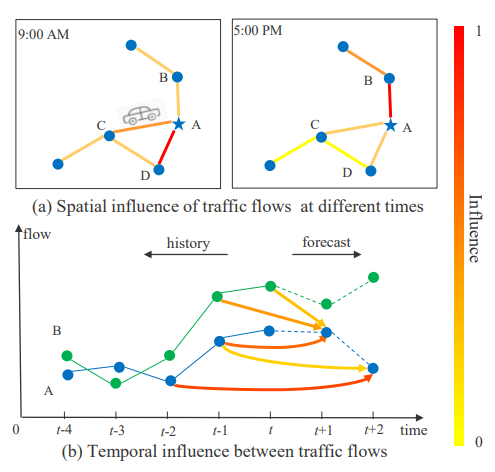 9:00 AM
B
C
A
D
5:00 PM
B
C
A
D
1
Influence
0
(a) Spatial influence of traffic flows at different times
flow
history
forecast
B
A
0 t-4 t-3 t-2 t-1 t t+1 t+2 time
(b) Temporal influence between traffic flows